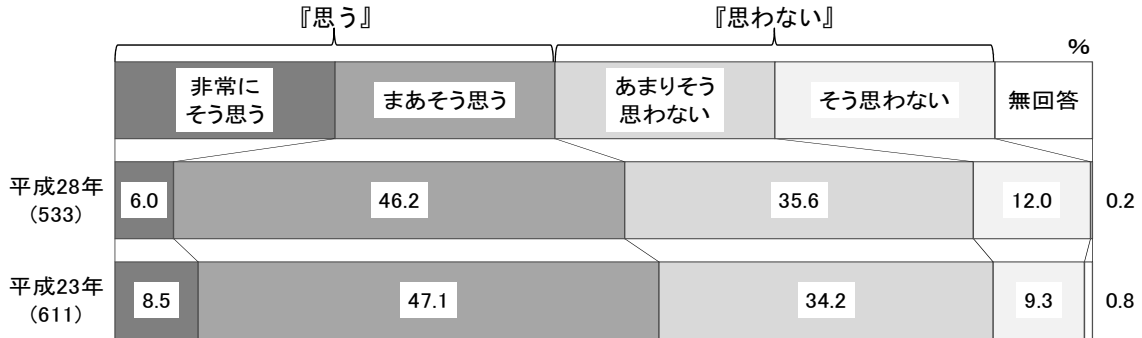 『思う』
『思わない』
%
非常に
そう思う
まあそう思う
あまりそう
思わない
そう思わない
無回答
平成28年
(533)
6.0
46.2
35.6
12.0
0.2
平成23年
(611)
8.5
47.1
34.2
9.3
0.8